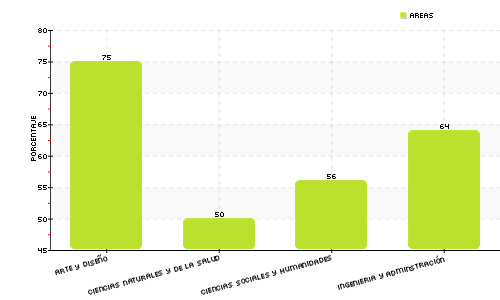 AREAS
80
75
70
65
60
55
50
45
PORCENTAJE
75
50
56
64
ARTE Y DISEÑO
CIENCIAS NATURALES Y DE LA SALUD
CIENCIAS SOCIALES Y HUMANIDADES
INGENIERIA Y ADMINISTRACIÓN